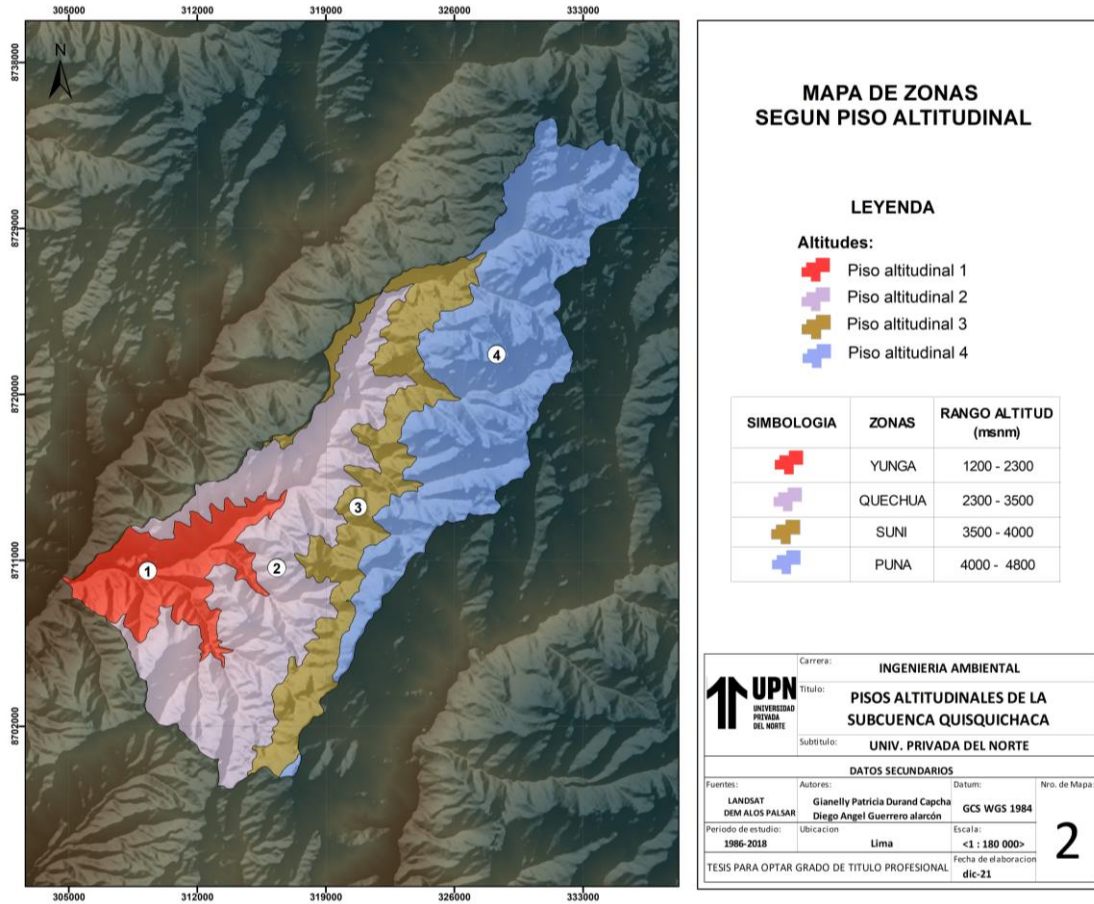 305000 312000 319000 326000 333000
N
8738000
8729000
8720000
8711000
8702000
4
3
2
1
305000 312000 319000 326000 333000
MAPA DE ZONAS
SEGUN PISO ALTITUDINAL
LEYENDA
Altitudes:
Piso altitudinal 1
Piso altitudinal 2
Piso altitudinal 3
Piso altitudinal 4
SIMBOLOGIA ZONAS RANGO ALTITUD
(msnm)
YUNGA 1200 - 2300
QUECHUA 2300 - 3500
SUNI 3500 - 4000
PUNA 4000 - 4800
UPN
UNIVERSIDAD
PRIVADA
DEL NORTE
Carrera: INGENIERIA AMBIENTAL
Titulo: PISOS ALTITUDINALES DE LA
SUBCUENCA QUISQUICHACA
Subtitulo: UNIV. PRIVADA DEL NORTE
DATOS SECUNDARIOS
Fuentes: Autores: Datum: Nro. de Mapa:
LANDSAT Gianelly Patricia Durand Capcha GCS WGS 1984
DEM ALOS PALSAR Diego Angel Guerrero alarcón
Periodo de estudio: Ubicacion Escala:
1986-2018 Lima <1 : 180 000>
2
TESIS PARA OPTAR GRADO DE TITULO PROFESIONAL Fecha de elaboracion
dic-21